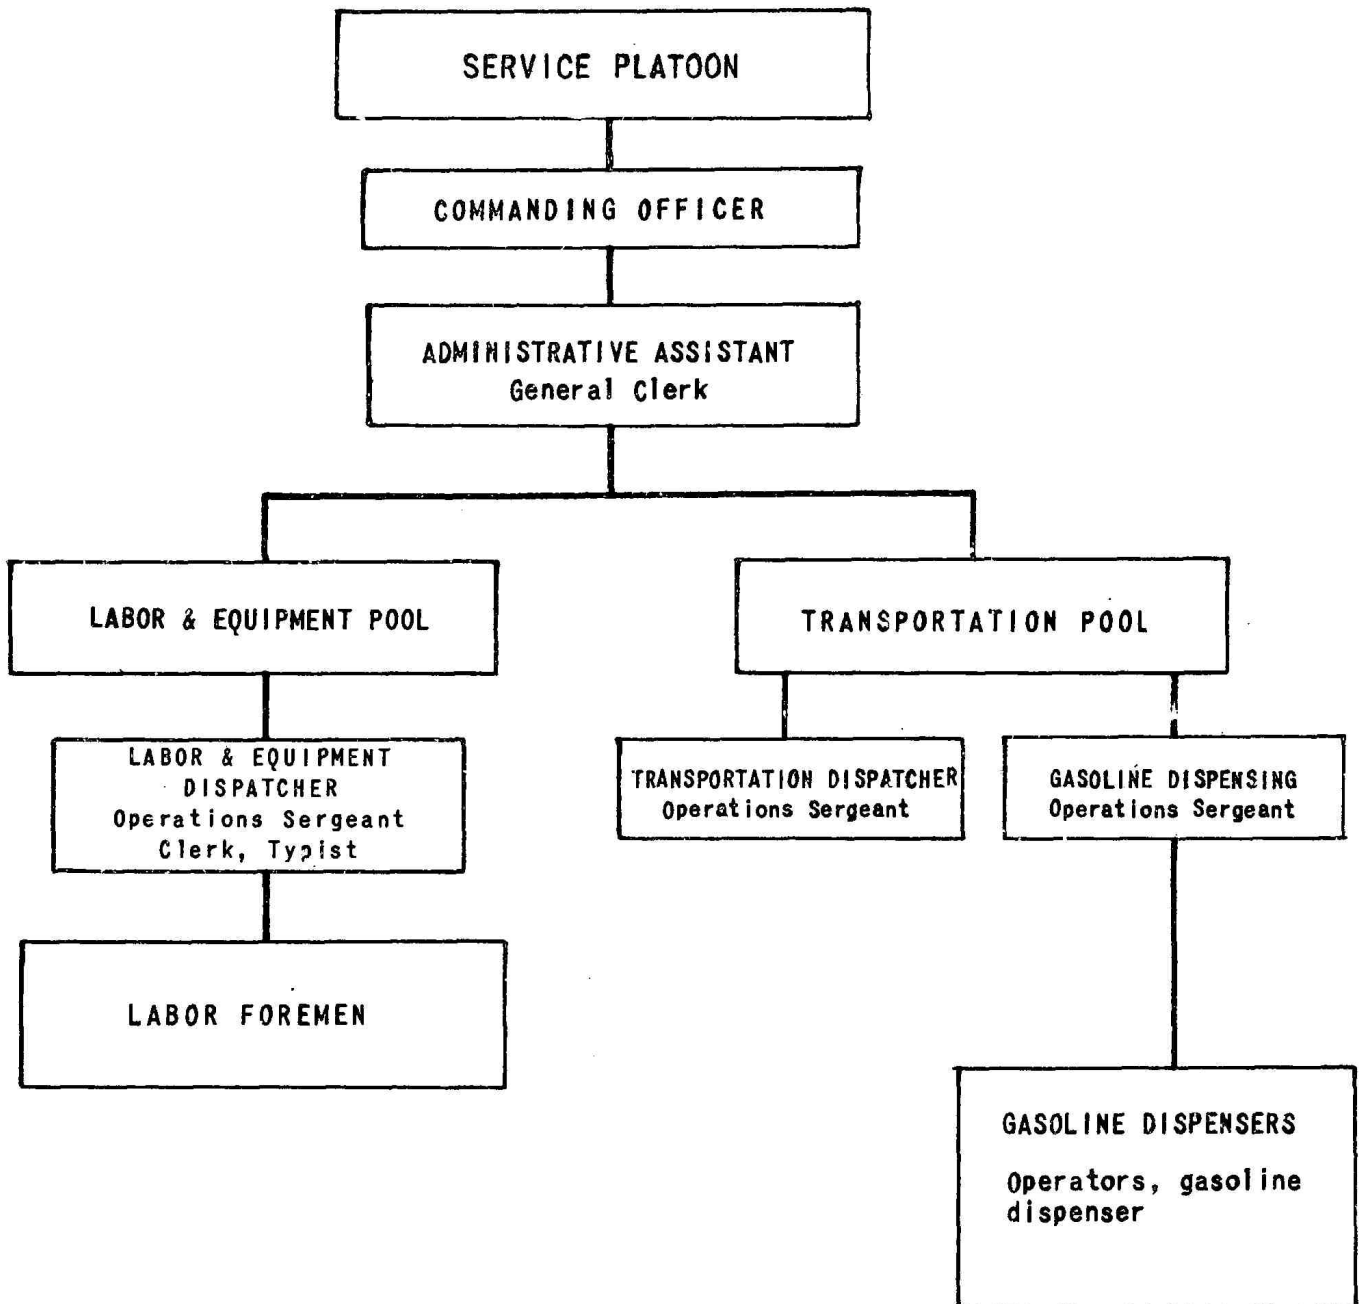 SERVICE PLATOON
COMMANDING OFFICER
ADMINISTRATIVE ASSISTANT
General Clerk
LABOR & EQUIPMENT POOL
TRANSPORTATION POOL
LABOR & EQUIPMENT
DISPATCHER
Operations Sergeant
Clerk, Typist
TRANSPORTATION DISPATCHER
Operations Sergeant
GASOLINE DISPENSING
Operations Sergeant
LABOR FOREMEN
GASOLINE DISPENSERS
Operators, gasoline
dispenser